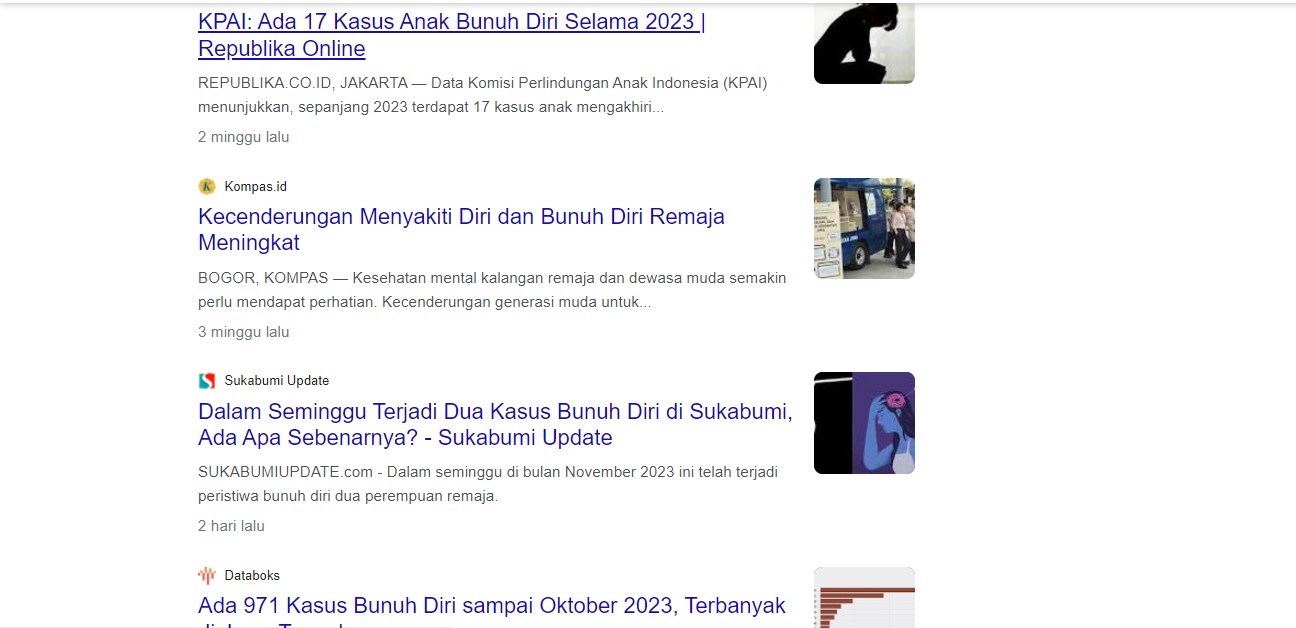 KPAI: Ada 17 Kasus Anak Bunuh Diri Selama 2023 |
Republika Online
REPUBLIKA.CO.ID, JAKARTA — Data Komisi Perlindungan Anak Indonesia (KPAI)
menunjukkan, sepanjang 2023 terdapat 17 kasus anak mengakhiri...
2 minggu lalu
Kompas.id
Kecenderungan Menyakiti Diri dan Bunuh Diri Remaja
Meningkat
BOGOR, KOMPAS — Kesehatan mental kalangan remaja dan dewasa muda semakin
perlu mendapat perhatian. Kecenderungan generasi muda untuk...
3 minggu lalu
Sukabumi Update
Dalam Seminggu Terjadi Dua Kasus Bunuh Diri di Sukabumi,
Ada Apa Sebenarnya? - Sukabumi Update
SUKABUMIUPDATE.com - Dalam seminggu di bulan November 2023 ini telah terjadi
peristiwa bunuh diri dua perempuan remaja.
2 hari lalu
Databoks
Ada 971 Kasus Bunuh Diri sampai Oktober 2023, Terbanyak